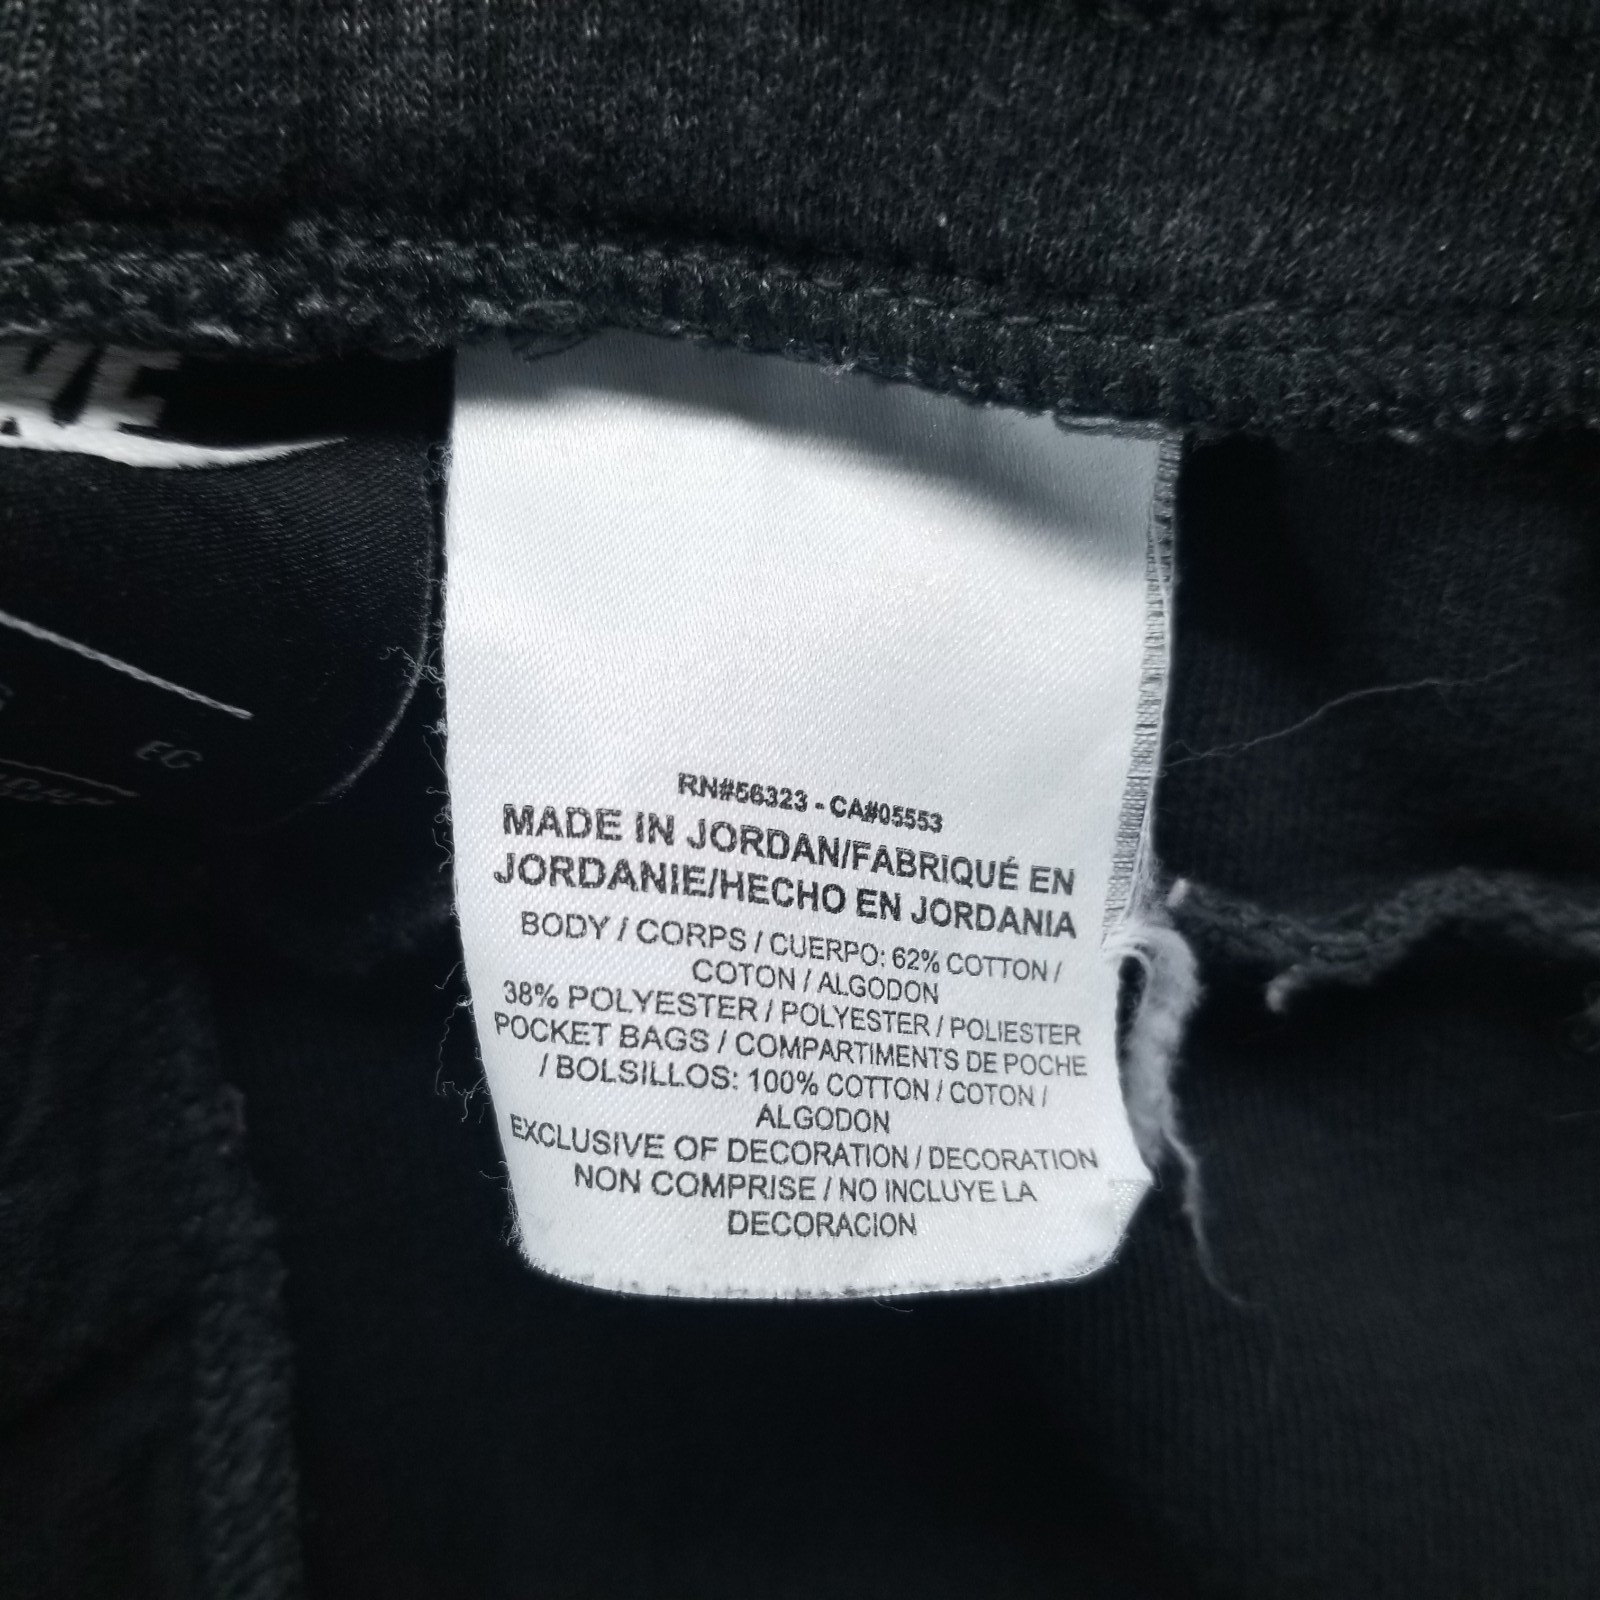 EG
RN#56323 - CA#05553
MADE IN JORDAN/FABRIQUÉ EN
JORDANIE/HECHO EN JORDANIA
BODY / CORPS / CUERPO: 62% COTTON /
COTON / ALGODON
38% POLYESTER / POLYESTER / POLIESTER
POCKET BAGS / COMPARTIMENTS DE POCHE
/ BOLSILLOS: 100% COTTON / COTON /
ALGODON
EXCLUSIVE OF DECORATION / DECORATION
NON COMPRISE / NO INCLUYE LA
DECORACION